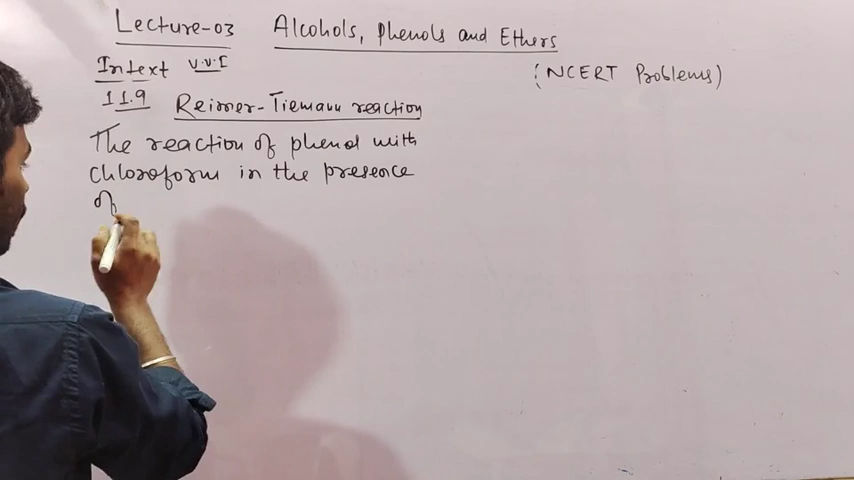 Lecture-03 Alcohols, Phenols and Ethers
(NCERT Problems)
Intext V.V.I
11.9 Reimer-Tiemann reaction
The reaction of phenol with
chloroform in the presence
of